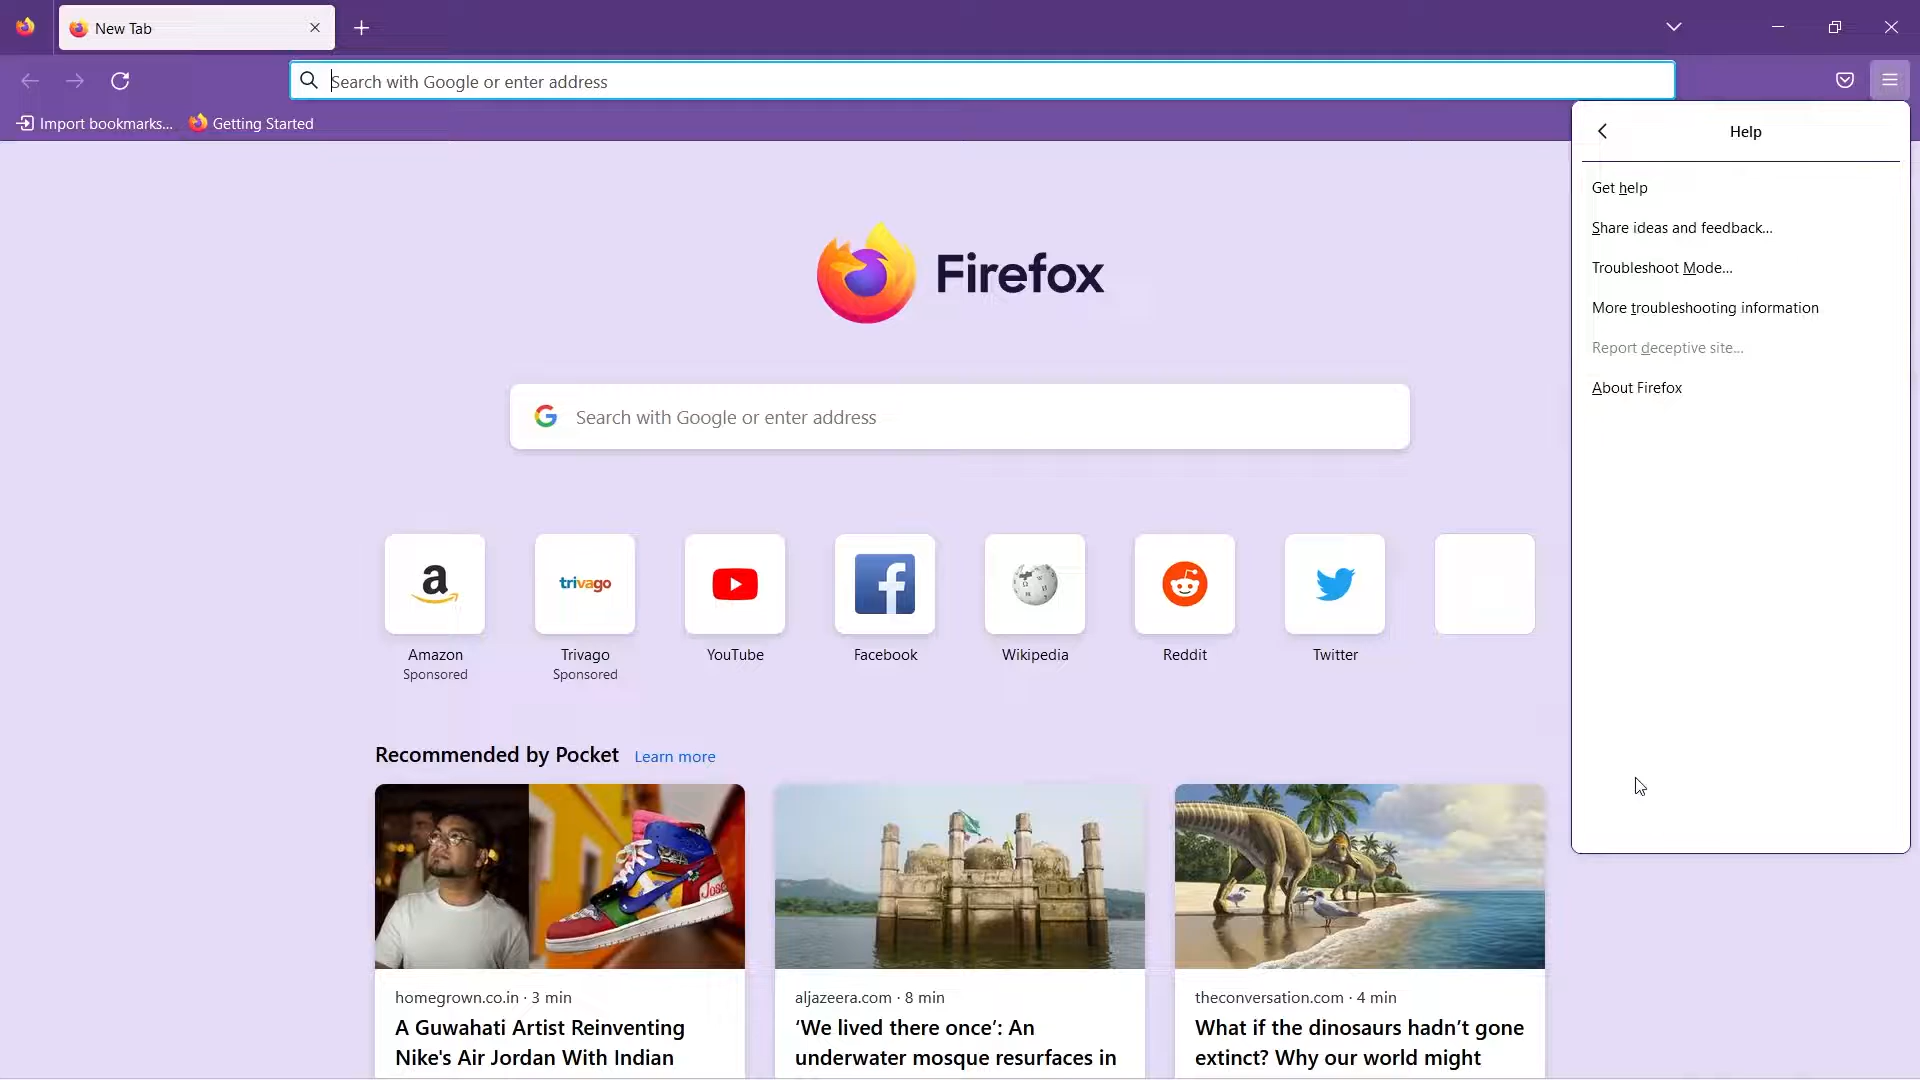 New Tab
Search with Google or enter address
Import bookmarks...
Getting Started
Help
Get help
Share ideas and feedback...
Troubleshoot Mode...
More troubleshooting information
Report deceptive site...
About Firefox
Firefox
Search with Google or enter address
a
trivago
Amazon
Sponsored
Trivago
Sponsored
YouTube
Facebook
Wikipedia
Reddit
Twitter
Recommended by Pocket Learn more
homegrown.co.in · 3 min
A Guwahati Artist Reinventing
Nike's Air Jordan With Indian
aljazeera.com · 8 min
‘We lived there once’: An
underwater mosque resurfaces in
theconversation.com · 4 min
What if the dinosaurs hadn’t gone
extinct? Why our world might